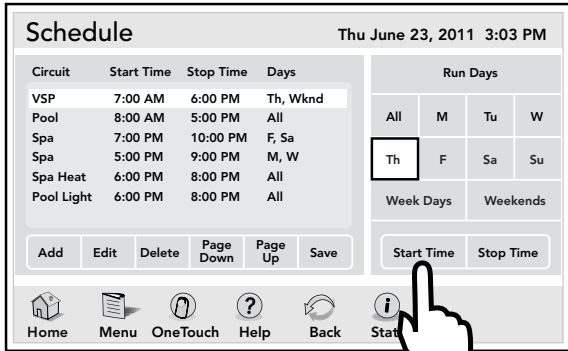 Schedule
Thu June 23, 2011 3:03 PM
Circuit Start Time Stop Time Days
VSP 7:00 AM 6:00 PM Th, Wknd
Pool 8:00 AM 5:00 PM All
Spa 7:00 PM 10:00 PM F, Sa
Spa 5:00 PM 9:00 PM M, W
Spa Heat 6:00 PM 8:00 PM All
Pool Light 6:00 PM 8:00 PM All
Add Edit Delete Page Down Page Up Save
Run Days
All M Tu W
Th F Sa Su
Week Days Weekends
Start Time Stop Time
Home Menu OneTouch Help Back Stat